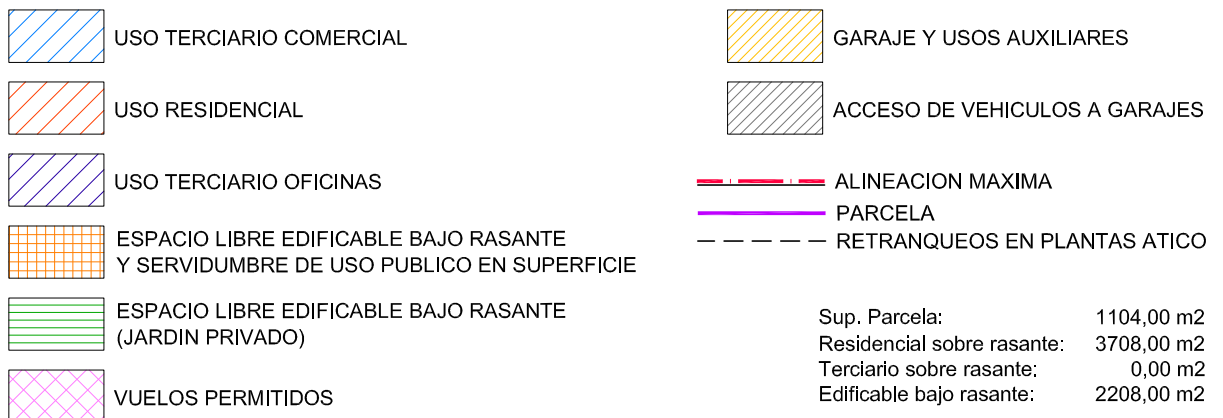 USO TERCIARIO COMERCIAL
USO RESIDENCIAL
USO TERCIARIO OFICINAS
ESPACIO LIBRE EDIFICABLE BAJO RASANTE
Y SERVIDUMBRE DE USO PUBLICO EN SUPERFICIE
ESPACIO LIBRE EDIFICABLE BAJO RASANTE
(JARDIN PRIVADO)
VUELOS PERMITIDOS
GARAJE Y USOS AUXILIARES
ACCESO DE VEHICULOS A GARAJES
ALINEACION MAXIMA
PARCELA
RETRANQUEOS EN PLANTAS ATICO
Sup. Parcela: 1104,00 m2
Residencial sobre rasante: 3708,00 m2
Terciario sobre rasante: 0,00 m2
Edificable bajo rasante: 2208,00 m2